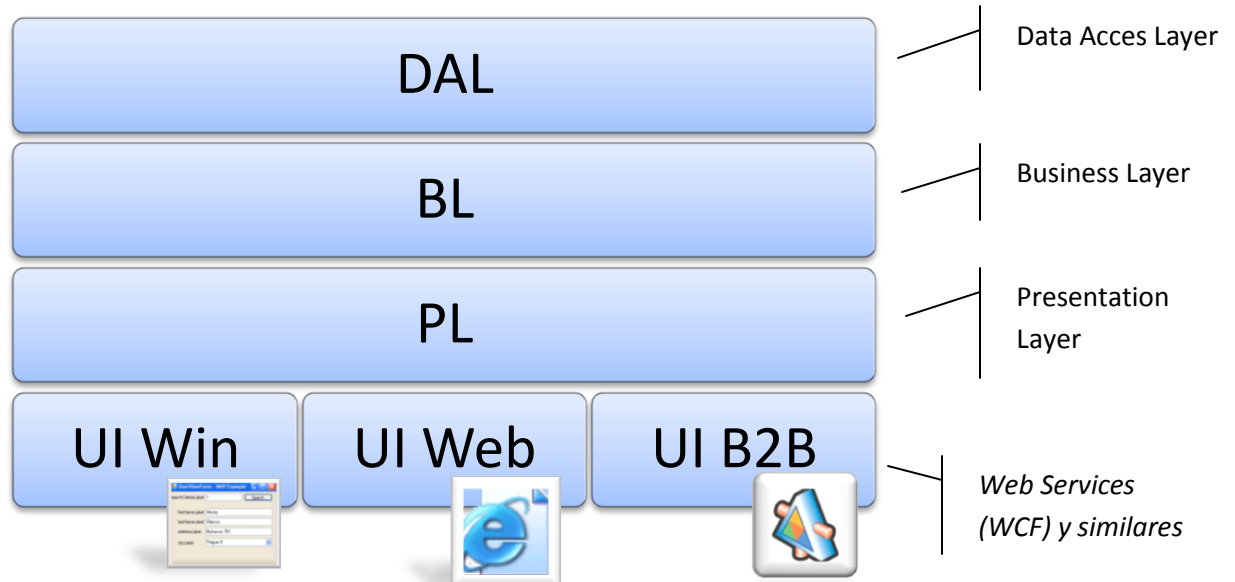 DAL
Data Acces Layer
BL
Business Layer
PL
Presentation
Layer
UI Win
UI Web
UI B2B
Web Services
(WCF) y similares
Search